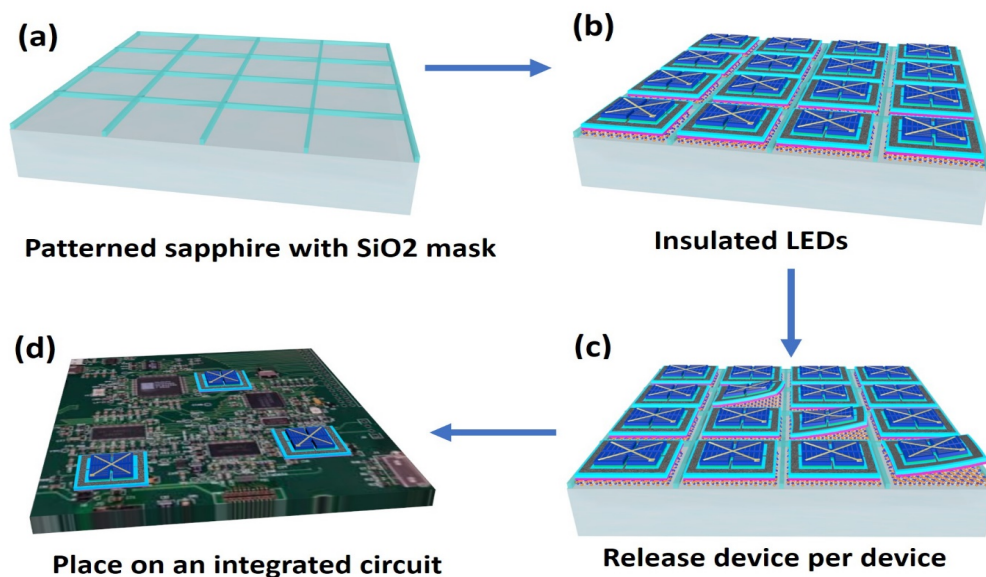 (a)
(b)
Patterned sapphire with SiO2 mask
Insulated LEDs
(d)
(c)
Place on an integrated circuit
Release device per device